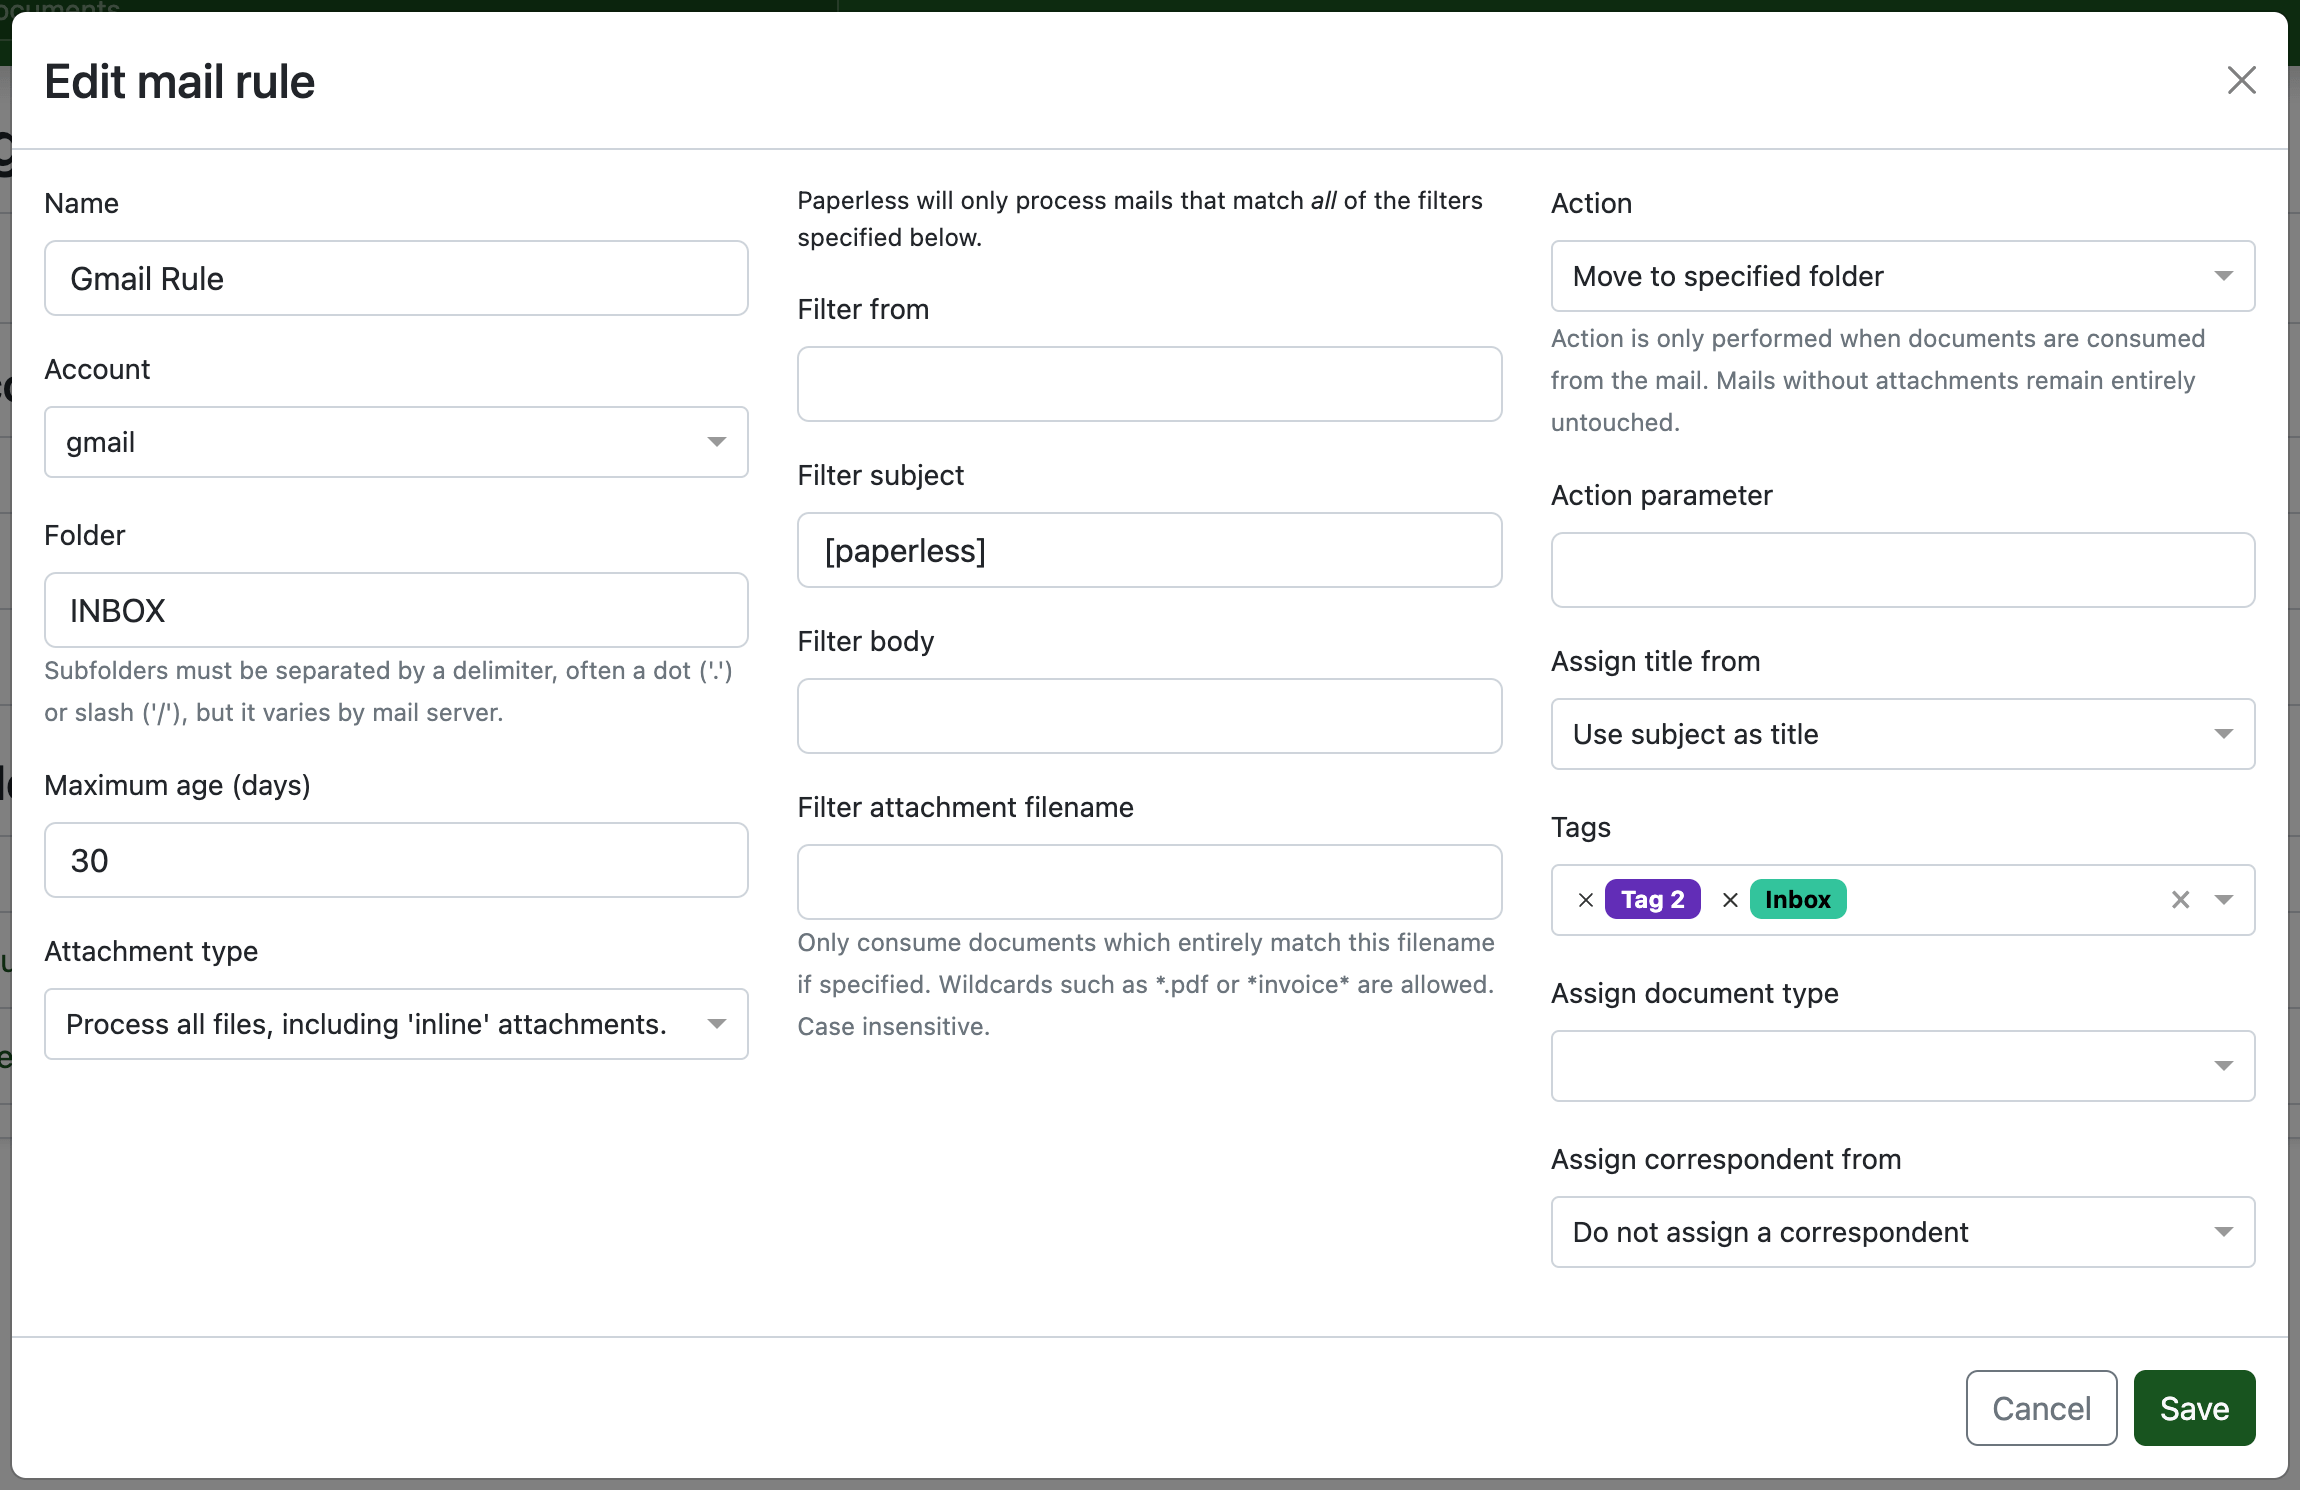 Edit mail rule
Name
Gmail Rule
Account
gmail
Folder
INBOX
Subfolders must be separated by a delimiter, often a dot ('.')
or slash ('/'), but it varies by mail server.
Maximum age (days)
30
Attachment type
Process all files, including 'inline' attachments.
Paperless will only process mails that match all of the filters
specified below.
Filter from
Filter subject
[paperless]
Filter body
Filter attachment filename
Only consume documents which entirely match this filename
if specified. Wildcards such as *.pdf or *invoice* are allowed.
Case insensitive.
Action
Move to specified folder
Action is only performed when documents are consumed
from the mail. Mails without attachments remain entirely
untouched.
Action parameter
Assign title from
Use subject as title
Tags
Tag 2 Inbox
Assign document type
Assign correspondent from
Do not assign a correspondent
Cancel Save